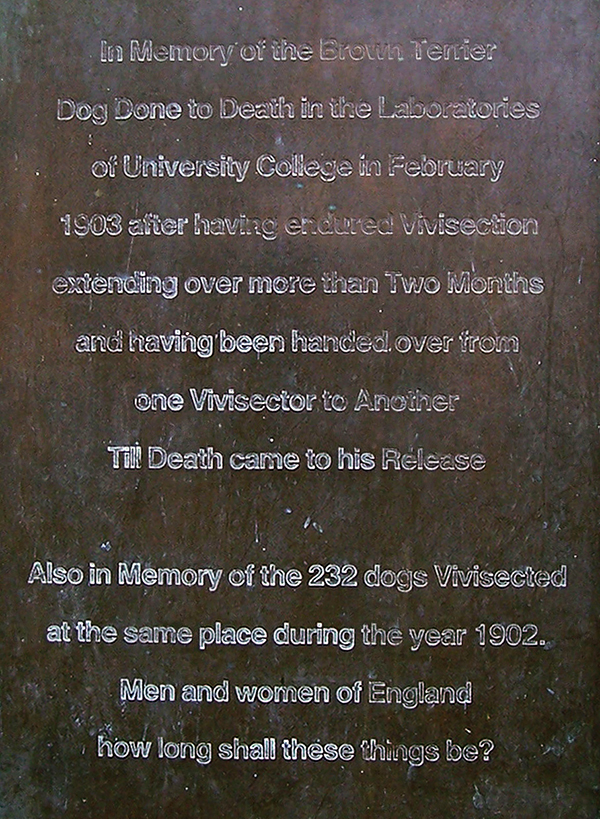 In Memory of the Brown Terrier
Dog Done to Death in the Laboratories
of University College in February
1903 after having endured Vivisection
extending over more than Two Months
and having been handed over from
one Vivisector to Another
Till Death came to his Release
Also in Memory of the 232 dogs Vivisected
at the same place during the year 1902.
Men and women of England
how long shall these things be?